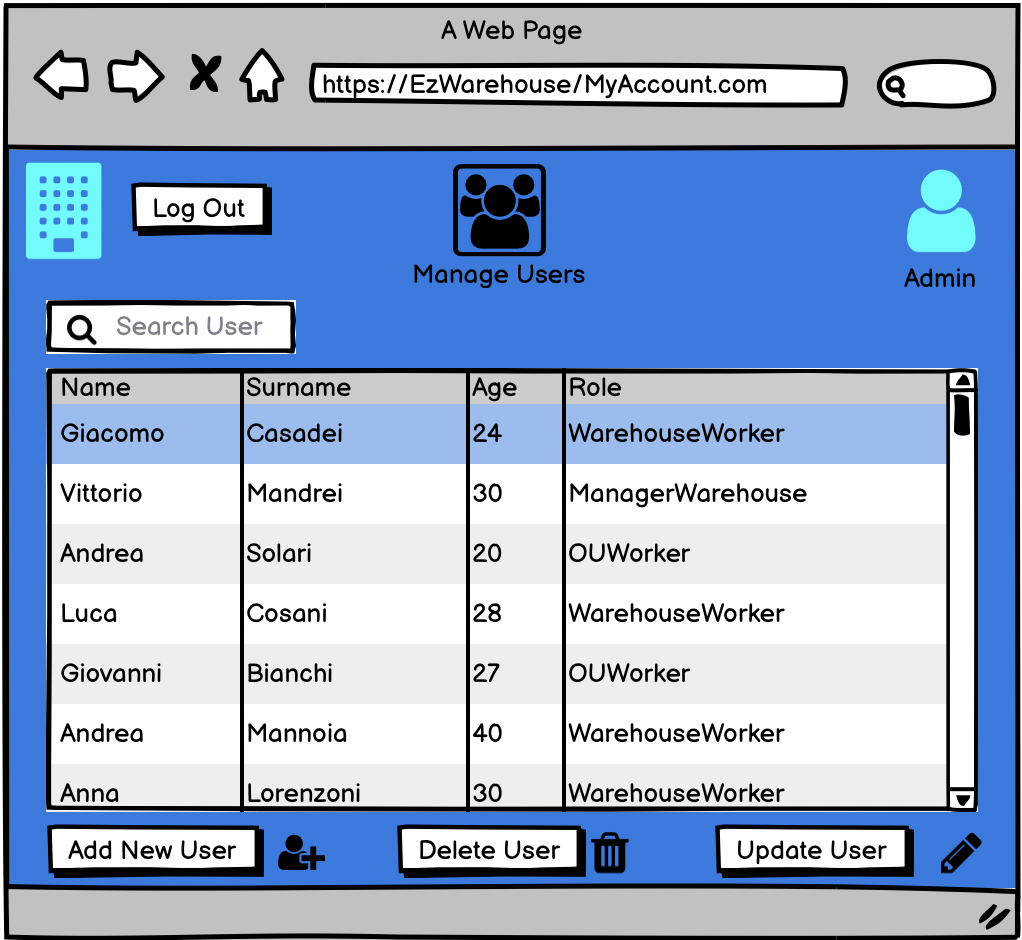 A Web Page
https://EzWarehouse/MyAccount.com
Log Out
Manage Users
Admin
Search User
Name Surname Age Role
Giacomo Casadei 24 WarehouseWorker
Vittorio Mandrei 30 ManagerWarehouse
Andrea Solari 20 OUWorker
Luca Cosani 28 WarehouseWorker
Giovanni Bianchi 27 OUWorker
Andrea Mannoia 40 WarehouseWorker
Anna Lorenzoni 30 WarehouseWorker
Add New User Delete User Update User